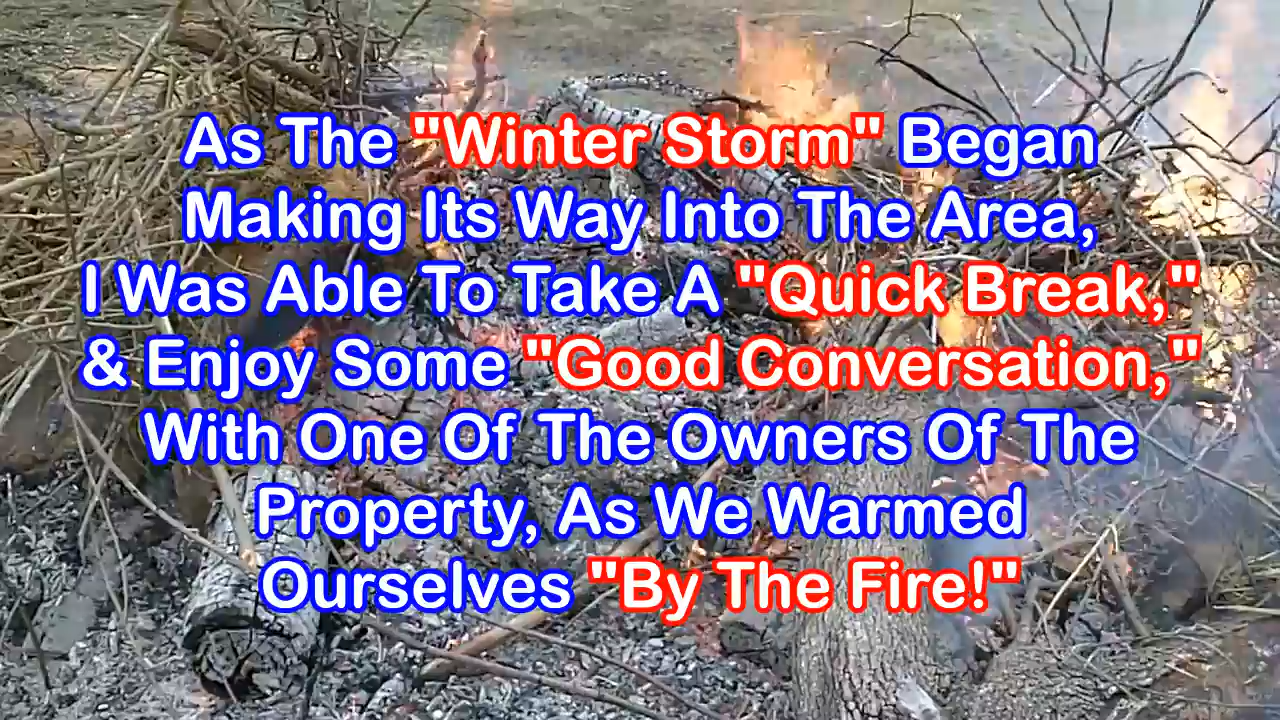 As The "Winter Storm" Began
Making Its Way Into The Area,
I Was Able To Take A "Quick Break,"
& Enjoy Some "Good Conversation,"
With One Of The Owners Of The
Property, As We Warmed
Ourselves "By The Fire!"